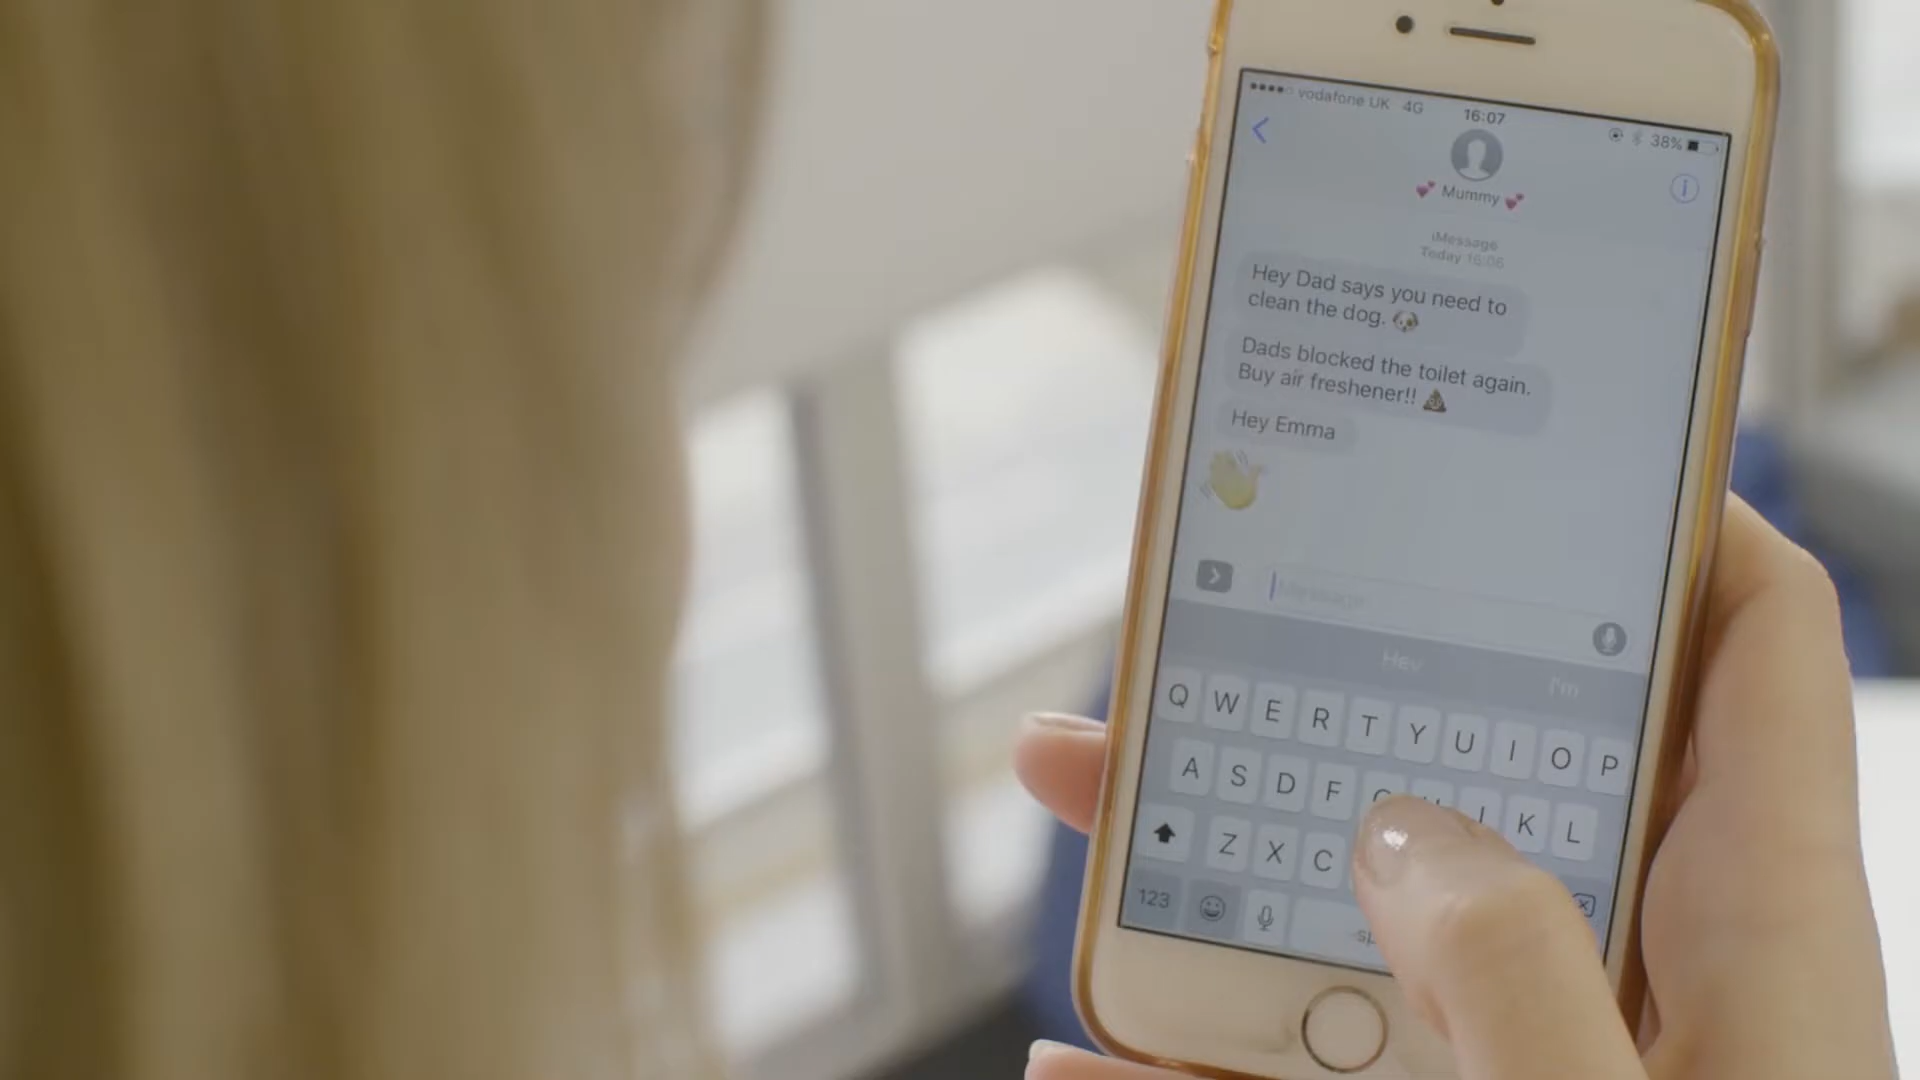 vodafone UK 4G 16:07 38%
Mummy
iMessage
Today 16:06
Hey Dad says you need to
clean the dog.
Dads blocked the toilet again.
Buy air freshener!!
Hey Emma
iMessage
Hey I'm
Q W E R T Y U I O P
A S D F G J K L
Z X C
123